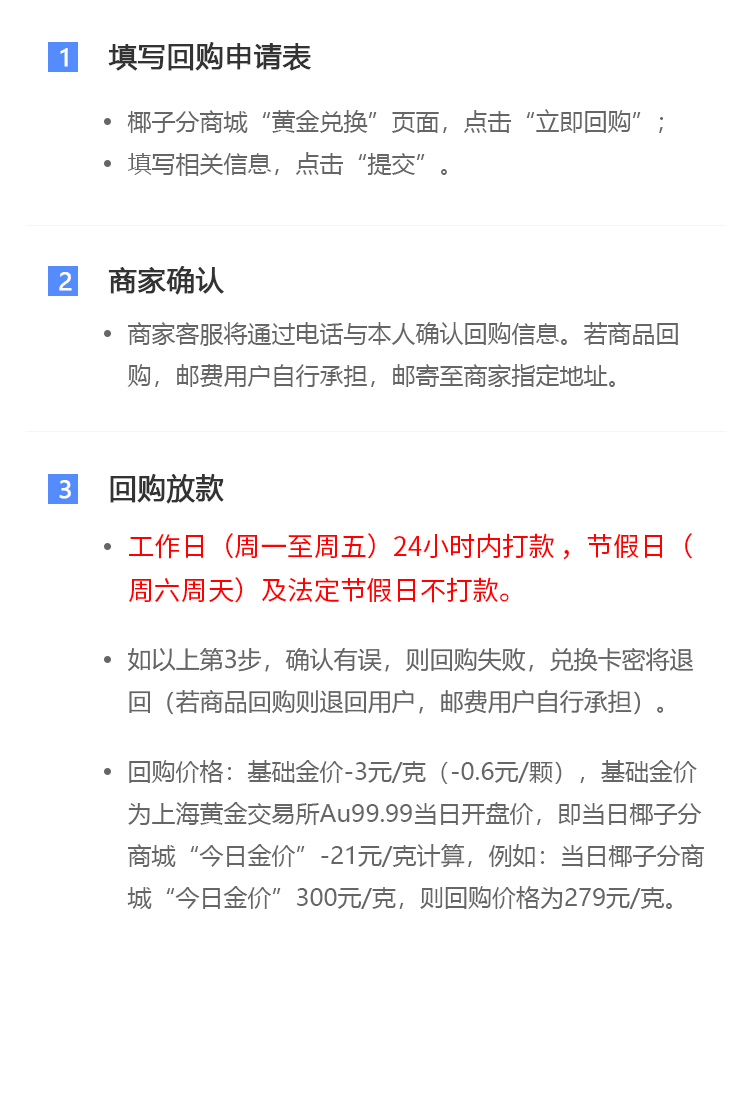 1 填写回购申请表
• 椰子分商城“黄金兑换”页面，点击“立即回购”；
• 填写相关信息，点击“提交”。
2 商家确认
• 商家客服将通过电话与本人确认回购信息。若商品回
购，邮费用户自行承担，邮寄至商家指定地址。
3 回购放款
• 工作日（周一至周五）24小时内打款 ，节假日（
周六周天）及法定节假日不打款。
• 如以上第3步，确认有误，则回购失败，兑换卡密将退
回（若商品回购则退回用户，邮费用户自行承担）。
• 回购价格：基础金价-3元/克（-0.6元/颗），基础金价
为上海黄金交易所Au99.99当日开盘价，即当日椰子分
商城“今日金价”-21元/克计算，例如：当日椰子分商
城“今日金价”300元/克，则回购价格为279元/克。